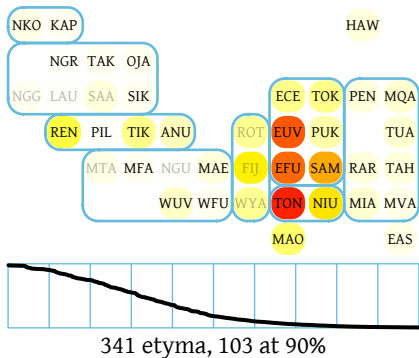 NKO KAP HAW
NGR TAK OJA
NGG LAU SAA SIK ECE TOK PEN MQA
REN PIL TIK ANU ROT EUV PUK TUA
MTA MFA NGU MAE FIJ EFU SAM RAR TAH
WUV WFU WYA TON NIU MIA MVA
MAO EAS
341 etyma, 103 at 90%